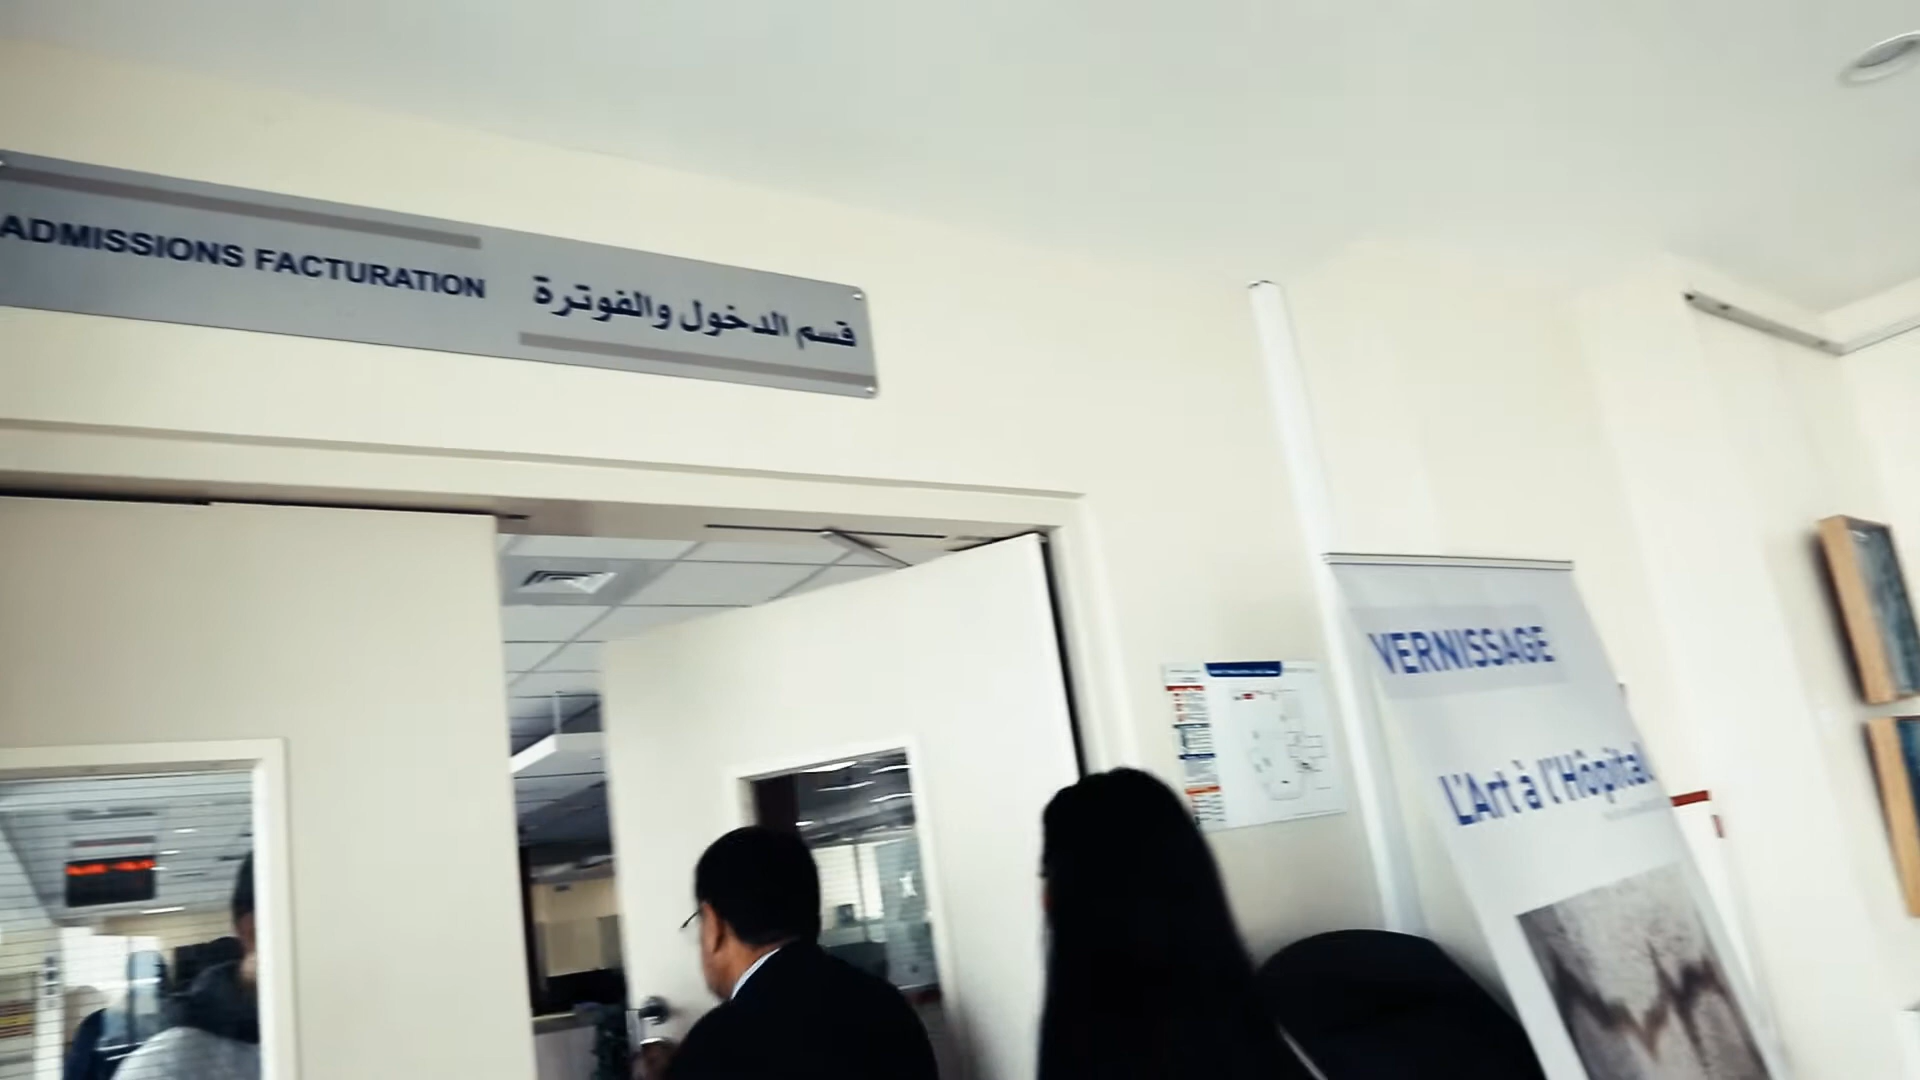 ADMISSIONS FACTURATION
قسم الدخول والفوترة
VERNISSAGE
L'Art à l'Hôpital